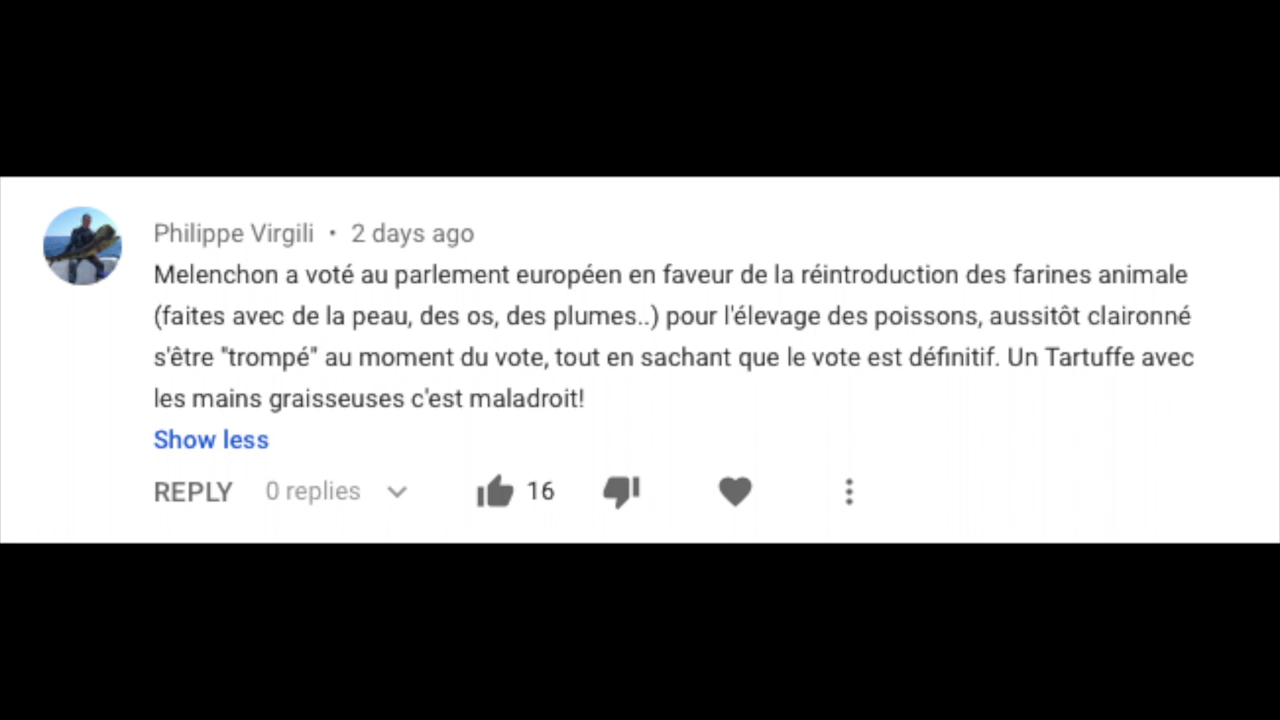 Philippe Virgili • 2 days ago
Melenchon a voté au parlement européen en faveur de la réintroduction des farines animale
(faites avec de la peau, des os, des plumes..) pour l'élevage des poissons, aussitôt claironné
s'être "trompé" au moment du vote, tout en sachant que le vote est définitif. Un Tartuffe avec
les mains graisseuses c'est maladroit!
Show less
REPLY 0 replies 16